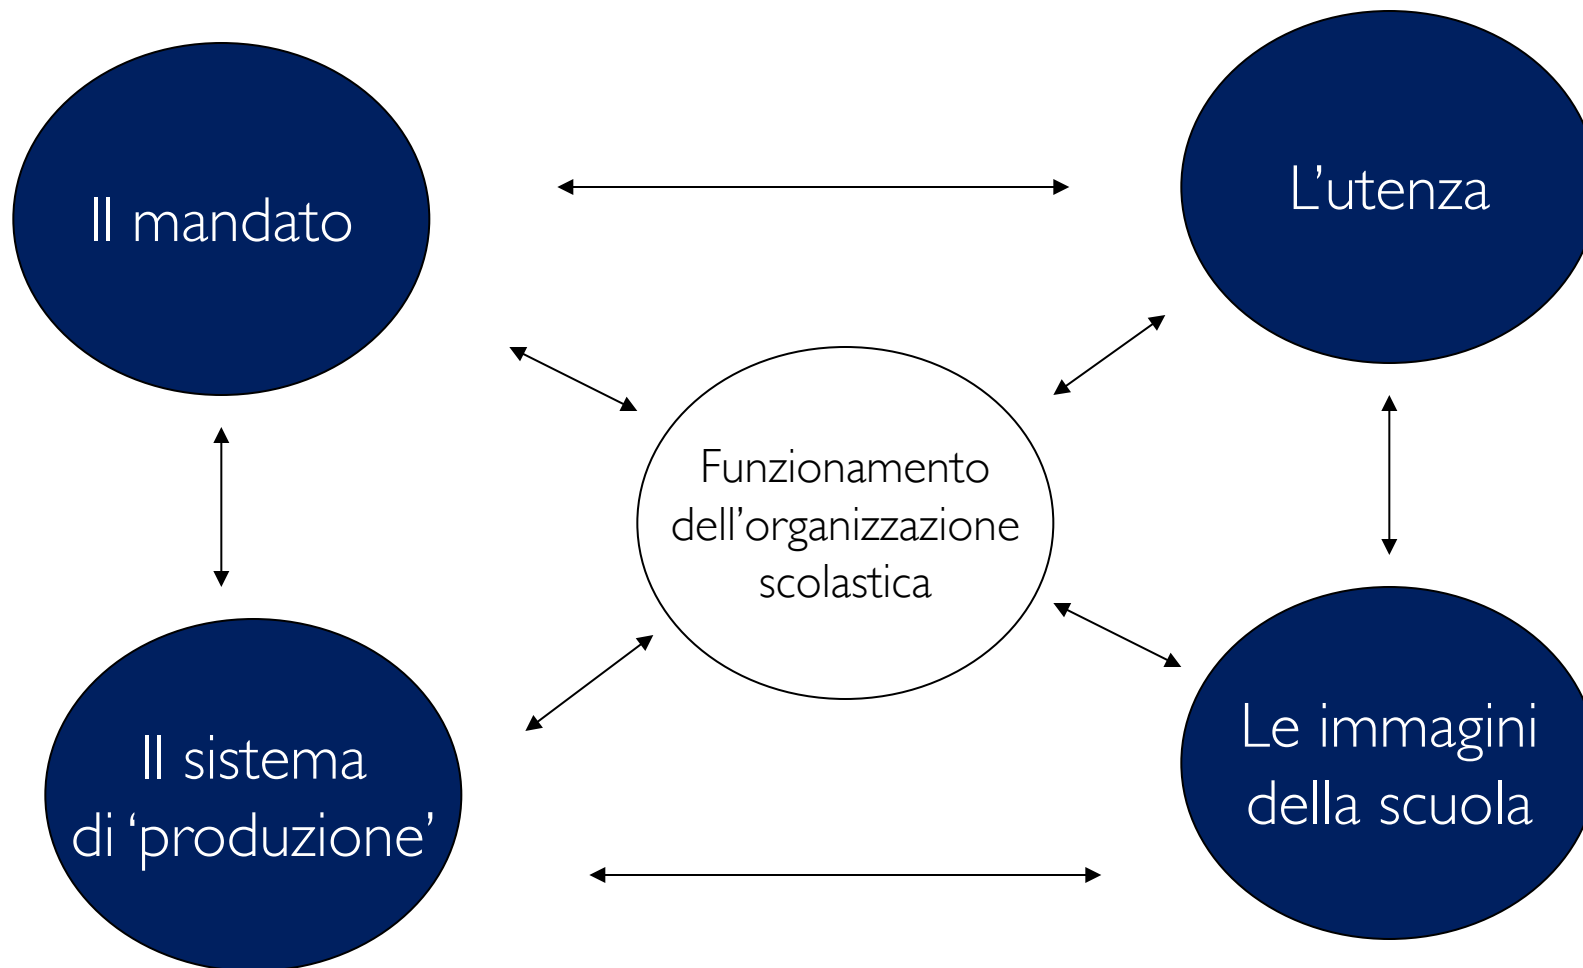 Il mandato
L’utenza
Funzionamento
dell’organizzazione
scolastica
Il sistema
di ‘produzione’
Le immagini
della scuola